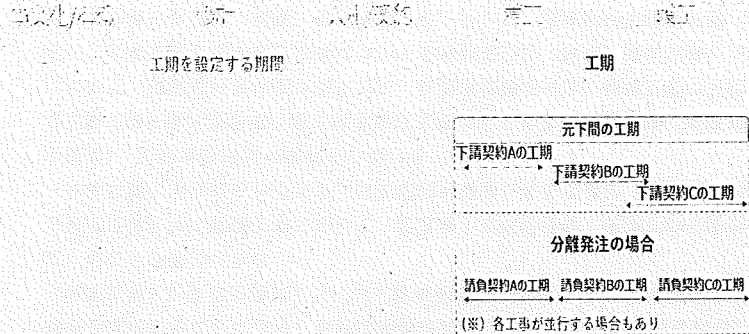 工期を設定する期間
工期
元下間の工期
下請契約Aの工期
下請契約Bの工期
下請契約Cの工期
分離発注の場合
請負契約Aの工期 請負契約Bの工期 請負契約Cの工期
(※) 各工事が並行する場合もあり